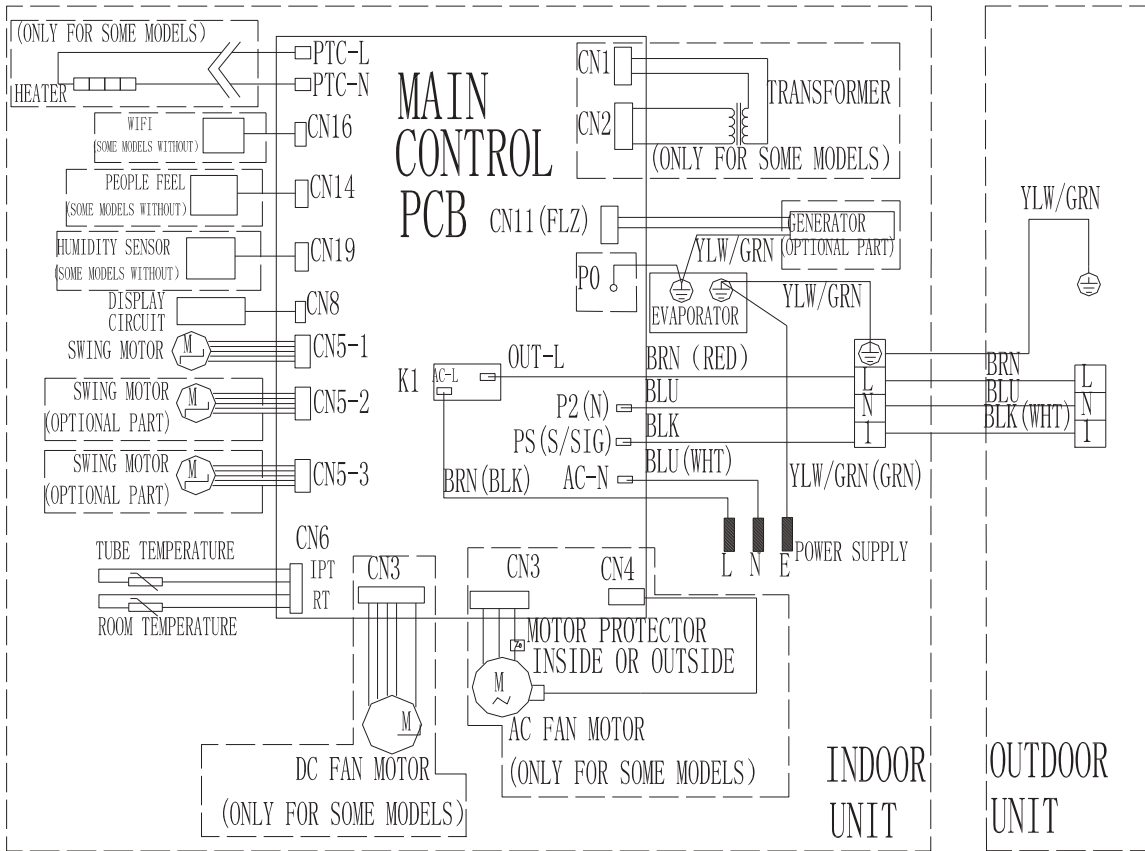 (ONLY FOR SOME MODELS)
HEATER
PTC-L
PTC-N
WIFI
(SOME MODELS WITHOUT)
CN16
PEOPLE FEEL
(SOME MODELS WITHOUT)
CN14
HUMIDITY SENSOR
(SOME MODELS WITHOUT)
CN19
DISPLAY
CIRCUIT
CN8
SWING MOTOR
M
CN5-1
SWING MOTOR
(OPTIONAL PART)
M
CN5-2
SWING MOTOR
(OPTIONAL PART)
M
CN5-3
TUBE TEMPERATURE
ROOM TEMPERATURE
CN6
IPT
RT
MAIN
CONTROL
PCB
CN1
CN2
TRANSFORMER
(ONLY FOR SOME MODELS)
CN11(FLZ)
GENERATOR
(OPTIONAL PART)
YLW/GRN
P0
EVAPORATOR
YLW/GRN
K1
AC-L
OUT-L
BRN (RED)
P2(N)
BLU
PS(S/SIG)
BLK
AC-N
BLU(WHT)
BRN(BLK)
YLW/GRN(GRN)
L
N
1
L N E
POWER SUPPLY
YLW/GRN
BRN
BLU
BLK(WHT)
L
N
1
CN3
M
DC FAN MOTOR
(ONLY FOR SOME MODELS)
CN3
CN4
MOTOR PROTECTOR
INSIDE OR OUTSIDE
M
AC FAN MOTOR
(ONLY FOR SOME MODELS)
INDOOR
UNIT
OUTDOOR
UNIT